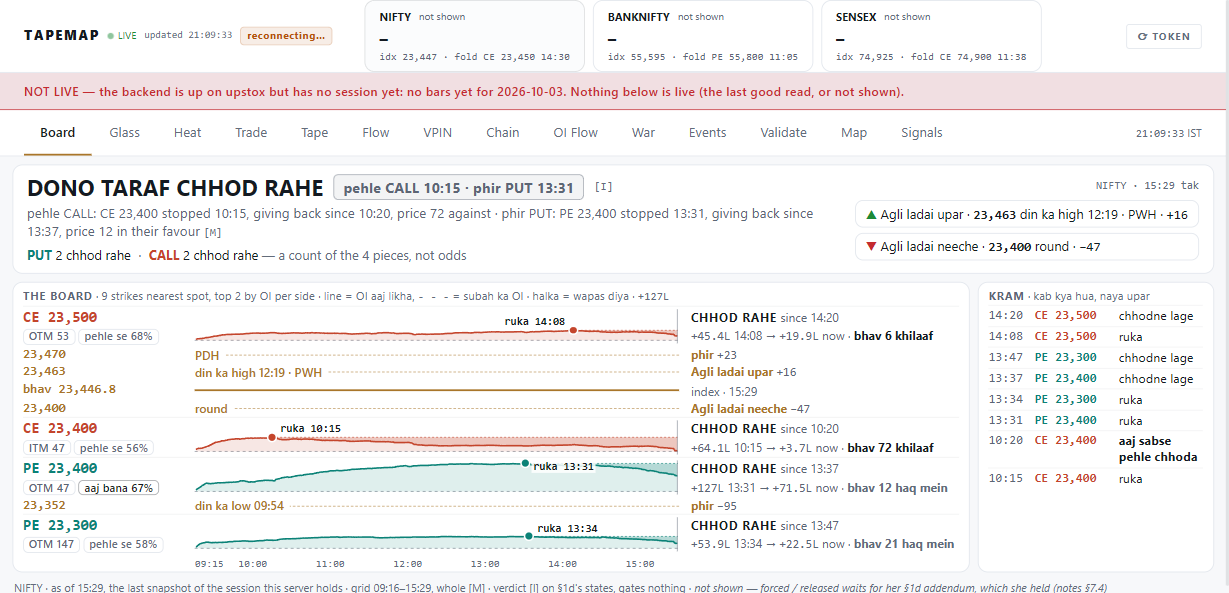 TAPEMAP ● LIVE updated 21:09:33 reconnecting...
NIFTY not shown
–
idx 23,447 · fold CE 23,450 14:30
BANKNIFTY not shown
–
idx 55,595 · fold PE 55,800 11:05
SENSEX not shown
–
idx 74,925 · fold CE 74,900 11:38
⟳ TOKEN
NOT LIVE — the backend is up on upstox but has no session yet: no bars yet for 2026-10-03. Nothing below is live (the last good read, or not shown).
Board Glass Heat Trade Tape Flow VPIN Chain OI Flow War Events Validate Map Signals 21:09:33 IST
DONO TARAF CHHOD RAHE pehle CALL 10:15 · phir PUT 13:31 [I]
pehle CALL: CE 23,400 stopped 10:15, giving back since 10:20, price 72 against · phir PUT: PE 23,400 stopped 13:31, giving back since
13:37, price 12 in their favour [M]
PUT 2 chhod rahe · CALL 2 chhod rahe — a count of the 4 pieces, not odds
NIFTY · 15:29 tak
▲ Agli ladai upar · 23,463 din ka high 12:19 · PWH · +16
▼ Agli ladai neeche · 23,400 round · −47
THE BOARD · 9 strikes nearest spot, top 2 by OI per side · line = OI aaj likha, - - - = subah ka OI · halka = wapas diya · +127L
CE 23,500 ruka 14:08 CHHOD RAHE since 14:20
OTM 53 pehle se 68% +45.4L 14:08 → +19.9L now · bhav 6 khilaaf
23,470 PDH phir +23
23,463 din ka high 12:19 · PWH Agli ladai upar +16
bhav 23,446.8 index · 15:29
23,400 round Agli ladai neeche −47
CE 23,400 ruka 10:15 CHHOD RAHE since 10:20
ITM 47 pehle se 56% +64.1L 10:15 → +3.7L now · bhav 72 khilaaf
PE 23,400 ruka 13:31 CHHOD RAHE since 13:37
OTM 47 aaj bana 67% +127L 13:31 → +71.5L now · bhav 12 haq mein
23,352 din ka low 09:54 phir −95
PE 23,300 ruka 13:34 CHHOD RAHE since 13:47
OTM 147 pehle se 58% +53.9L 13:34 → +22.5L now · bhav 21 haq mein
09:15 10:00 11:00 12:00 13:00 14:00 15:00
KRAM · kab kya hua, naya upar
14:20 CE 23,500 chhodne lage
14:08 CE 23,500 ruka
13:47 PE 23,300 chhodne lage
13:37 PE 23,400 chhodne lage
13:34 PE 23,300 ruka
13:31 PE 23,400 ruka
10:20 CE 23,400 aaj sabse
pehle chhoda
10:15 CE 23,400 ruka
NIFTY · as of 15:29, the last snapshot of the session this server holds · grid 09:16–15:29, whole [M] · verdict [I] on §1d's states, gates nothing · not shown — forced / released waits for her §1d addendum, which she held (notes §7.4)